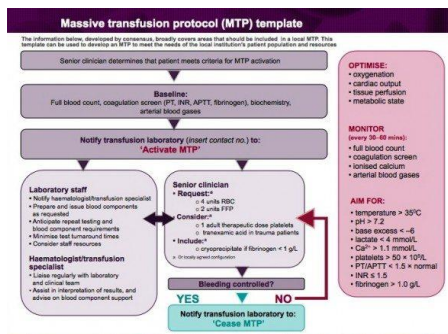 Massive transfusion protocol (MTP) template
The information below, developed by consensus, broadly covers areas that should be included in a local MTP. This
template can be used to develop an MTP to meet the needs of the local institution's patient population and resources
Senior clinician determines that patient meets criteria for MTP activation
Baseline:
Full blood count, coagulation screen (PT, INR, APTT, fibrinogen), biochemistry,
arterial blood gases
Notify transfusion laboratory (insert contact no.) to:
'Activate MTP'
Laboratory staff
• Notify haematologist/transfusion specialist
• Prepare and issue blood components
as requested
• Anticipate repeat testing and
blood component requirements
• Minimise test turnaround times
• Consider staff resources
Haematologist/transfusion
specialist
• Liaise regularly with laboratory
and clinical team
• Assist in interpretation of results, and
advise on blood component support
Senior clinician
• Request:ᵃ
o 4 units RBC
o 2 units FFP
• Consider:ᵃ
o 1 adult therapeutic dose platelets
o tranexamic acid in trauma patients
• Include:ᵃ
o cryoprecipitate if fibrinogen < 1 g/L
a Or locally agreed configuration
Bleeding controlled?
YES
NO
Notify transfusion laboratory to:
'Cease MTP'
OPTIMISE:
• oxygenation
• cardiac output
• tissue perfusion
• metabolic state
MONITOR
(every 30–60 mins):
• full blood count
• coagulation screen
• ionised calcium
• arterial blood gases
AIM FOR:
• temperature > 35⁰C
• pH > 7.2
• base excess < –6
• lactate < 4 mmol/L
• Ca²⁺ > 1.1 mmol/L
• platelets > 50 × 10⁹/L
• PT/APTT < 1.5 × normal
• INR ≤ 1.5
• fibrinogen > 1.0 g/L